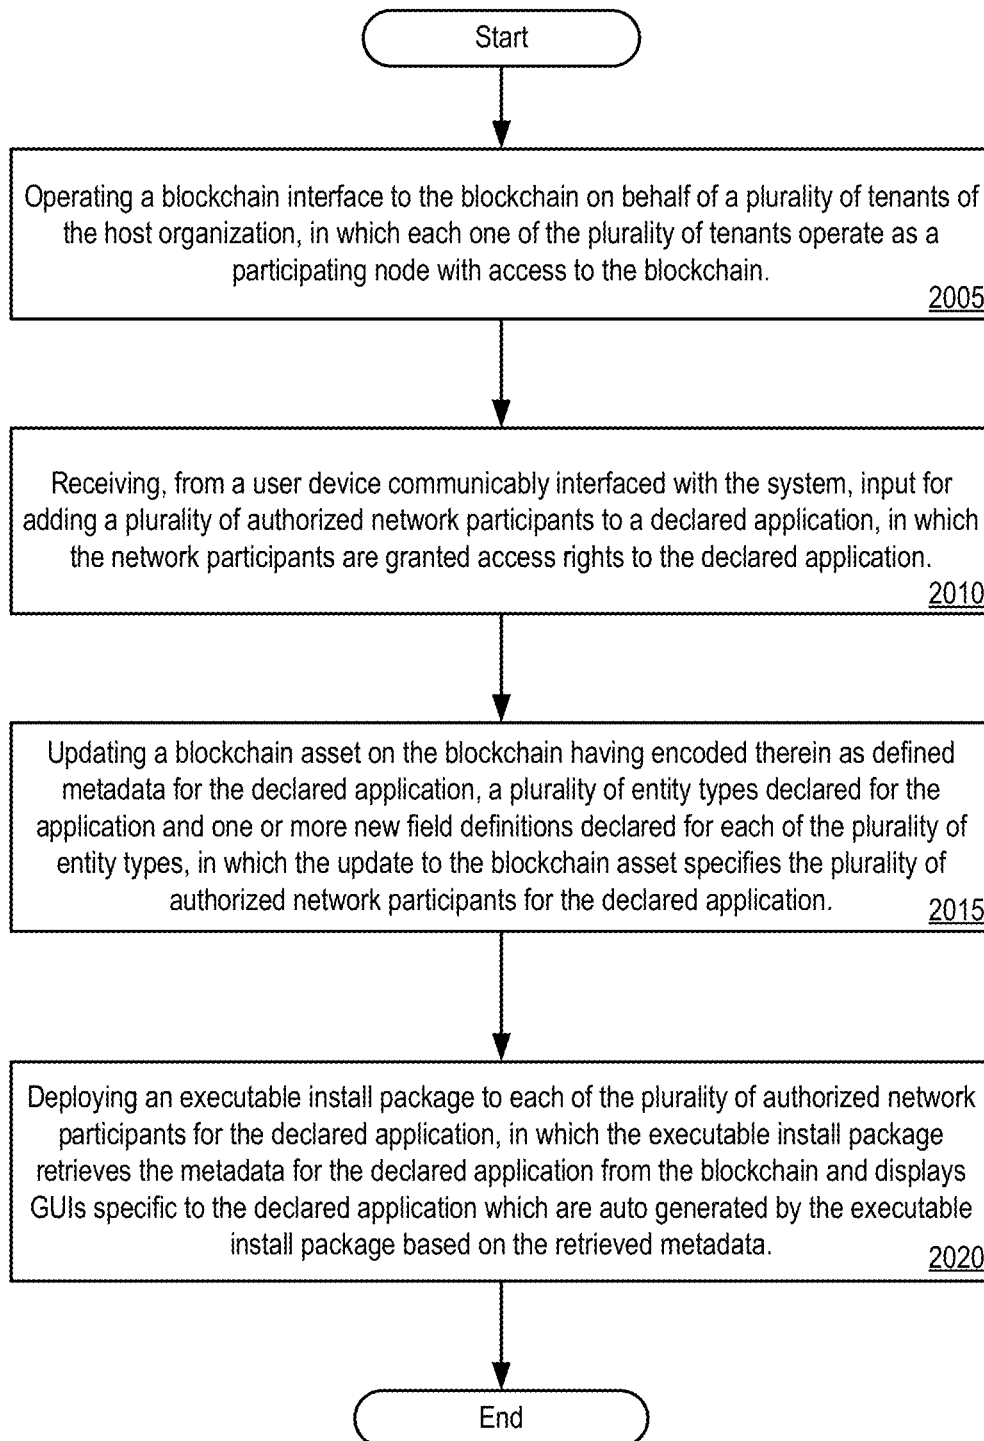 Start
Operating a blockchain interface to the blockchain on behalf of a plurality of tenants of
the host organization, in which each one of the plurality of tenants operate as a
participating node with access to the blockchain.
2005
Receiving, from a user device communicably interfaced with the system, input for
adding a plurality of authorized network participants to a declared application, in which
the network participants are granted access rights to the declared application.
2010
Updating a blockchain asset on the blockchain having encoded therein as defined
metadata for the declared application, a plurality of entity types declared for the
application and one or more new field definitions declared for each of the plurality of
entity types, in which the update to the blockchain asset specifies the plurality of
authorized network participants for the declared application.
2015
Deploying an executable install package to each of the plurality of authorized network
participants for the declared application, in which the executable install package
retrieves the metadata for the declared application from the blockchain and displays
GUIs specific to the declared application which are auto generated by the executable
install package based on the retrieved metadata.
2020
End